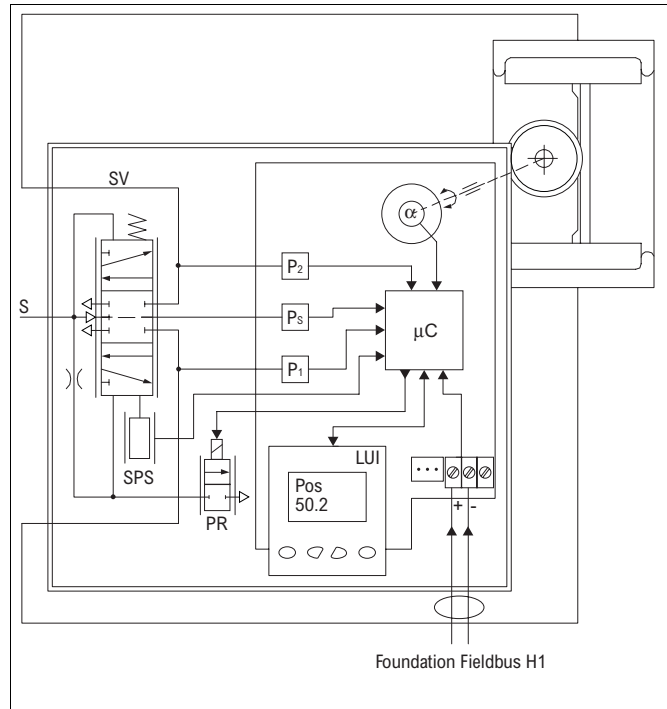 SV
α
P2
S
PS
μC
P1
SPS
PR
LUI
Pos
50.2
...
+ -
Foundation Fieldbus H1